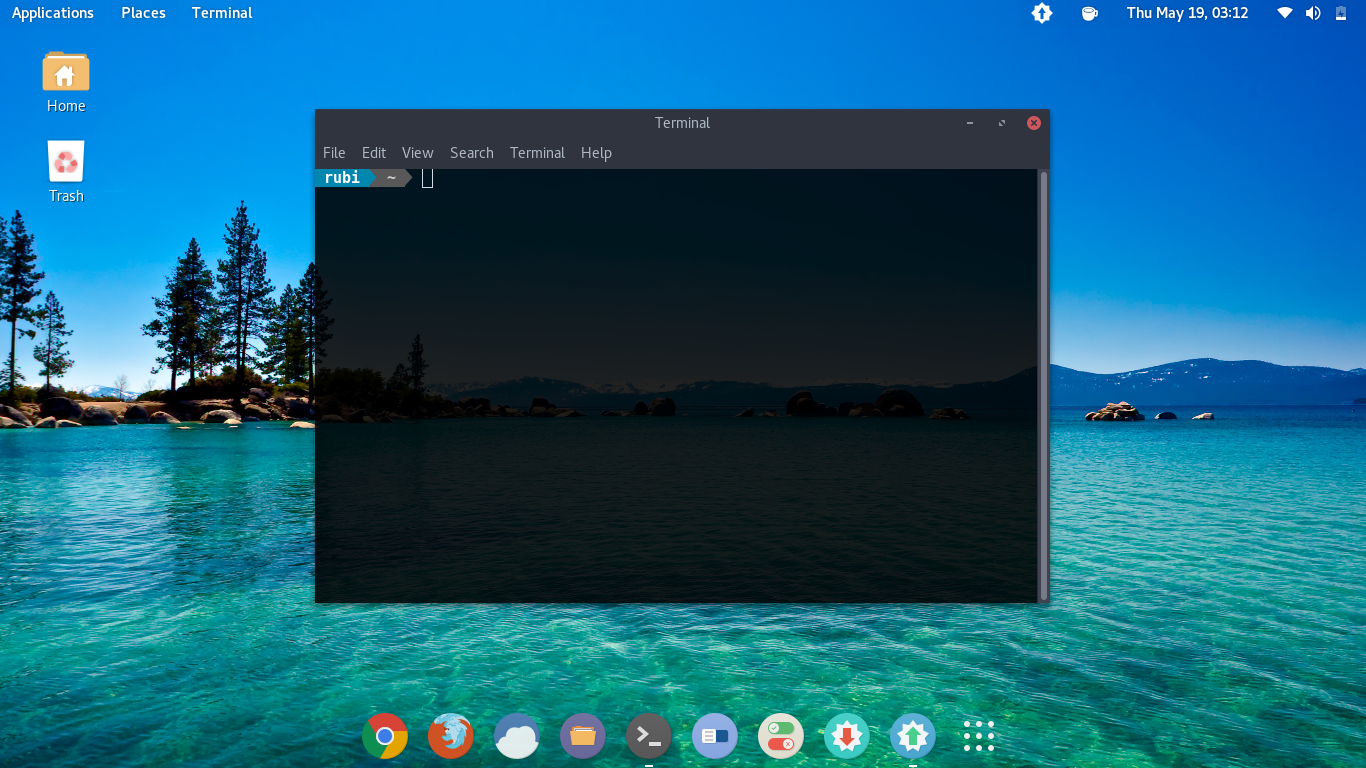 Applications Places Terminal Thu May 19, 03:12
Home
Trash
Terminal
File Edit View Search Terminal Help
rubi ~